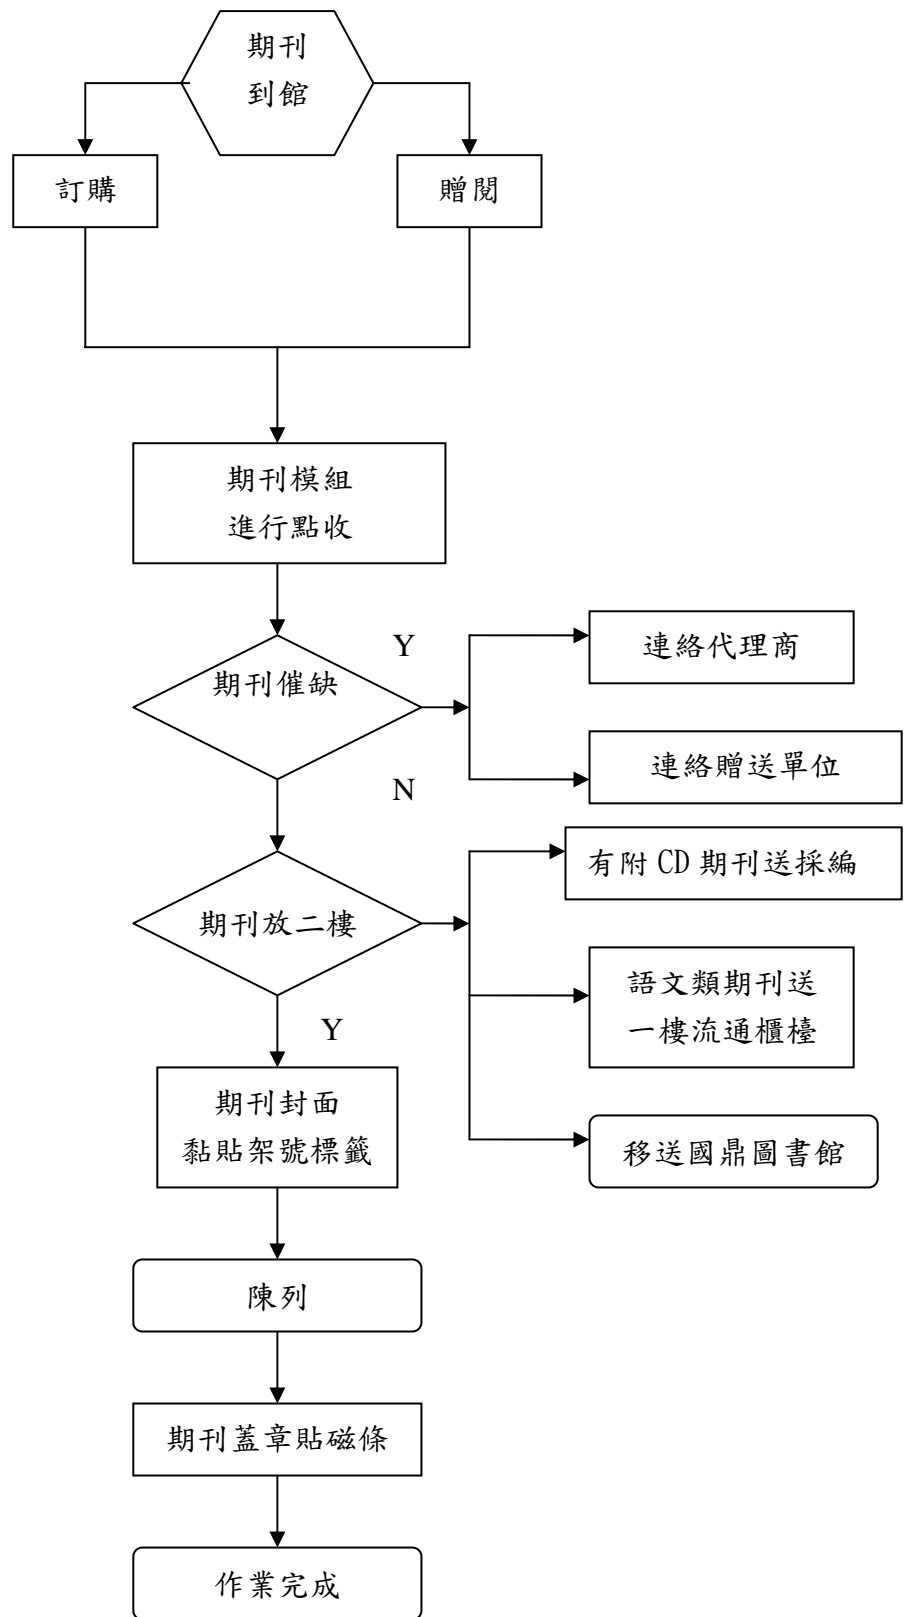 期刊
到館
訂購
贈閱
期刊模組
進行點收
Y
連絡代理商
期刊催缺
連絡贈送單位
N
有附 CD 期刊送採編
期刊放二樓
語文類期刊送
一樓流通櫃檯
Y
期刊封面
黏貼架號標籤
移送國鼎圖書館
陳列
期刊蓋章貼磁條
作業完成